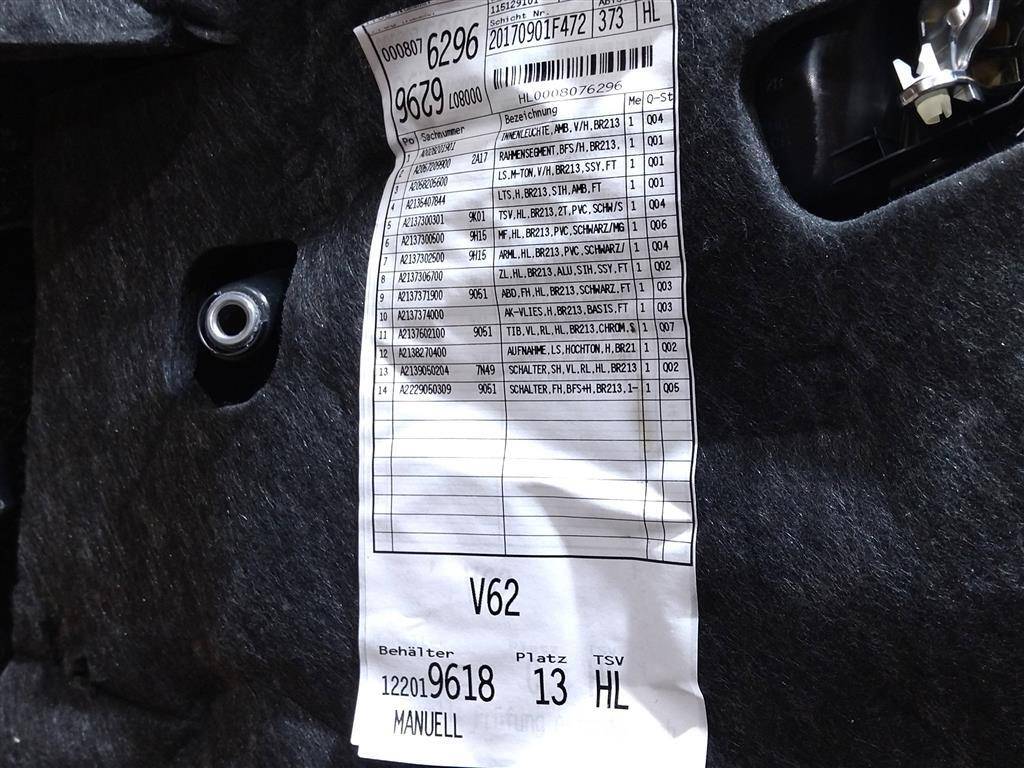 115129101
Schicht Nr.
000807 6296 20170901F472 373 HL
000807 6296
HL0008076296
Po Sachnummer Bezeichnung Me Q-St
1 INNENLEUCHTE,AMB,V/H,BR213 1 Q04
2 A2057209900 2A17 RAHMENSEGMENT,BFS/H,BR213, 1 Q01
3 A2058205600 LS,M-TON,V/H,BR213,SSY,FT 1 Q01
4 A2135407844 LTS,H,BR213,SIH,AMB,FT 1 Q01
5 A2137300301 9K01 TSV,HL,BR213,2T,PVC,SCHW/S 1 Q04
6 A2137300500 9H15 MF,HL,BR213,PVC,SCHWARZ/MG 1 Q06
7 A2137302500 9H15 ARML,HL,BR213,PVC,SCHWARZ/ 1 Q04
8 A2137306700 ZL,HL,BR213,ALU,SIH,SSY,FT 1 Q02
9 A2137371900 9051 ABD,FH,HL,BR213,SCHWARZ,FT 1 Q03
10 A2137374000 AK-VLIES,H,BR213,BASIS,FT 1 Q03
11 A2137602100 9051 TIB,VL,RL,HL,BR213,CHROM,S 1 Q07
12 A2138270400 AUFNAHME,LS,HOCHTON,H,BR21 1 Q02
13 A2139050204 7N49 SCHALTER,SH,VL,RL,HL,BR213 1 Q02
14 A2229050309 9051 SCHALTER,FH,BFS+H,BR213,1- 1 Q05
V62
Behälter Platz TSV
122019618 13 HL
MANUELL